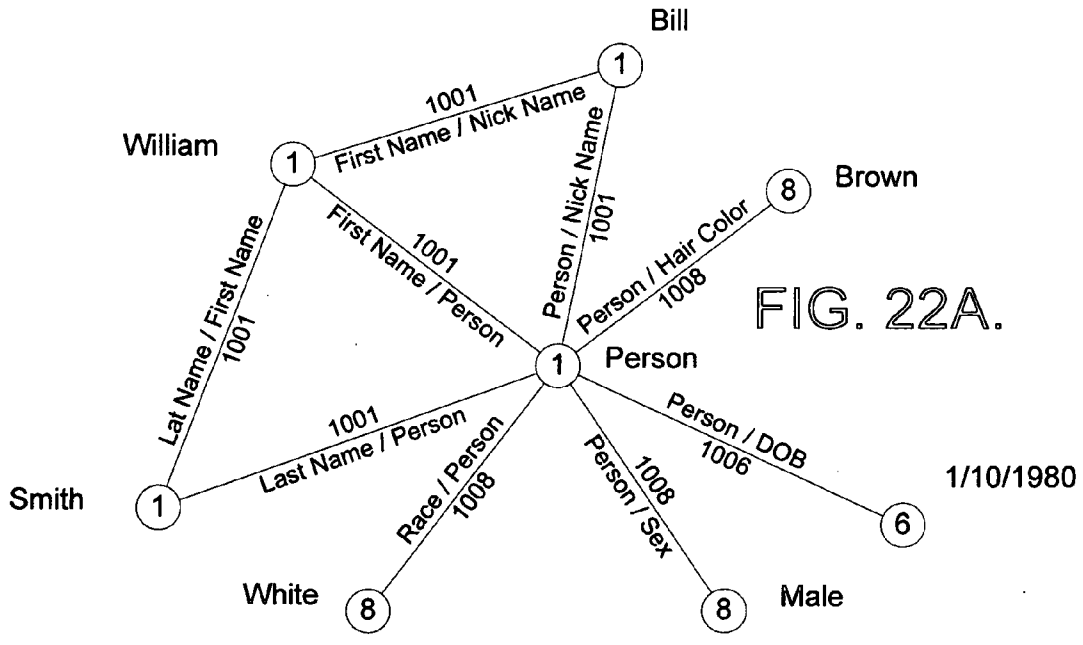 Bill
1
1001
First Name / Nick Name
William
1
Person / Nick Name
1001
8
Brown
Lat Name / First Name
1001
1001
First Name / Person
Person / Hair Color
1008
FIG. 22A.
1
Person
1001
Last Name / Person
Race / Person
1008
1008
Person / Sex
Person / DOB
1006
1/10/1980
Smith
1
6
White
8
8
Male